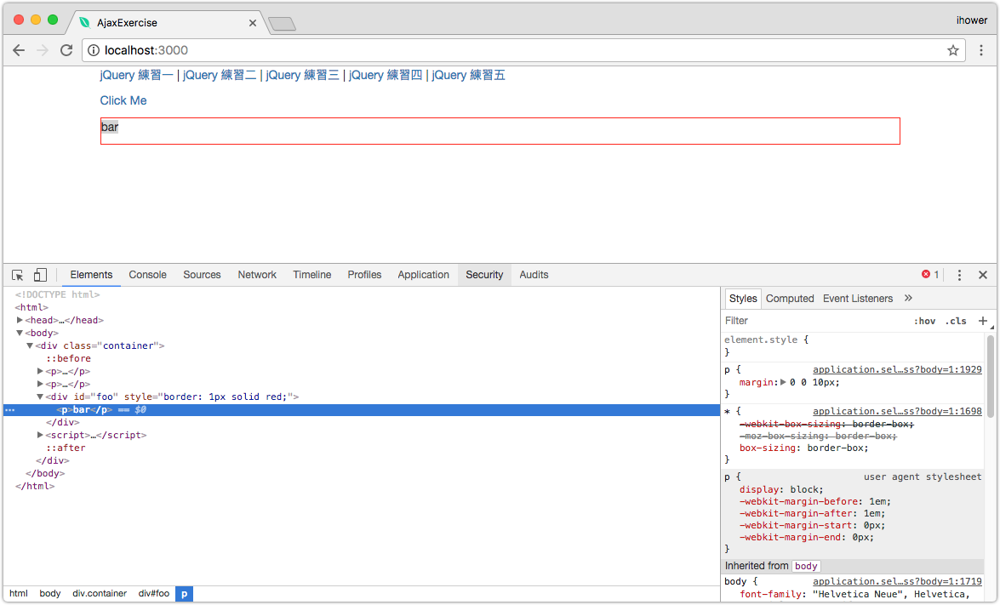 AjaxExercise
ihower
localhost:3000
jQuery 練習一 | jQuery 練習二 | jQuery 練習三 | jQuery 練習四 | jQuery 練習五
Click Me
bar
Elements Console Sources Network Timeline Profiles Application Security Audits 1
<!DOCTYPE html>
<html>
<head>…</head>
<body>
<div class="container">
::before
<p>…</p>
<p>…</p>
<div id="foo" style="border: 1px solid red;">
… <p>bar</p> == $0
</div>
<script>…</script>
::after
</div>
</body>
</html>
html body div.container div#foo p
Styles Computed Event Listeners »
Filter :hov .cls +
element.style {
}
p { application.sel…ss?body=1:1929
margin: 0 0 10px;
}
* { application.sel…ss?body=1:1698
-webkit-box-sizing: border-box;
-moz-box-sizing: border-box;
box-sizing: border-box;
}
p { user agent stylesheet
display: block;
-webkit-margin-before: 1em;
-webkit-margin-after: 1em;
-webkit-margin-start: 0px;
-webkit-margin-end: 0px;
}
Inherited from body
body { application.sel…ss?body=1:1719
font-family: "Helvetica Neue", Helvetica,